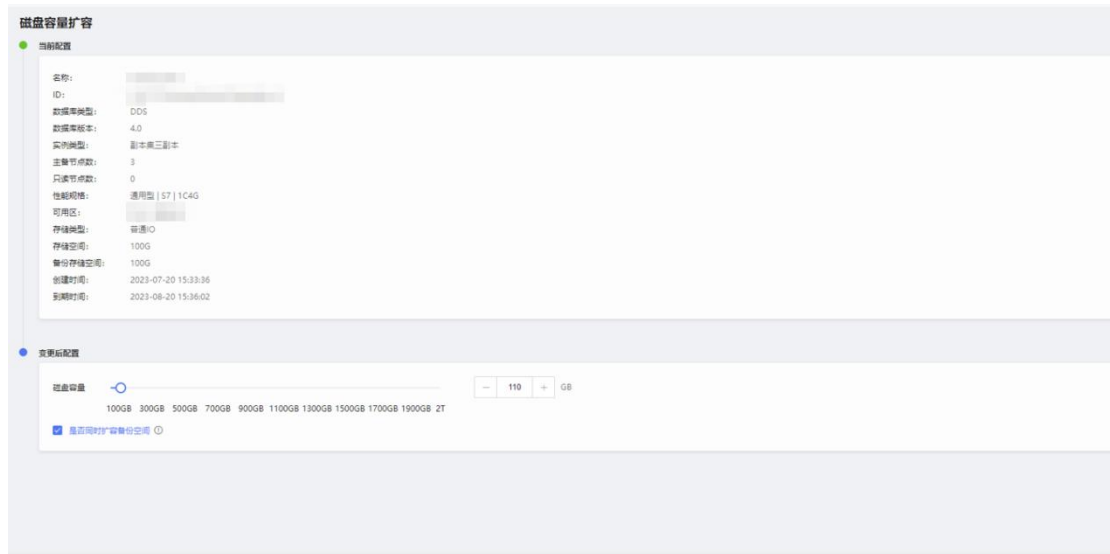 磁盘容量扩容
当前配置
名称:
ID:
数据库类型: DDS
数据库版本: 4.0
实例类型: 副本集三副本
主备节点数: 3
只读节点数: 0
性能规格: 通用型 | S7 | 1C4G
可用区:
存储类型: 普通IO
存储空间: 100G
备份存储空间: 100G
创建时间: 2023-07-20 15:33:36
到期时间: 2023-08-20 15:36:02
变更后配置
磁盘容量 − 110 + GB
100GB 300GB 500GB 700GB 900GB 1100GB 1300GB 1500GB 1700GB 1900GB 2T
是否同时扩容备份空间